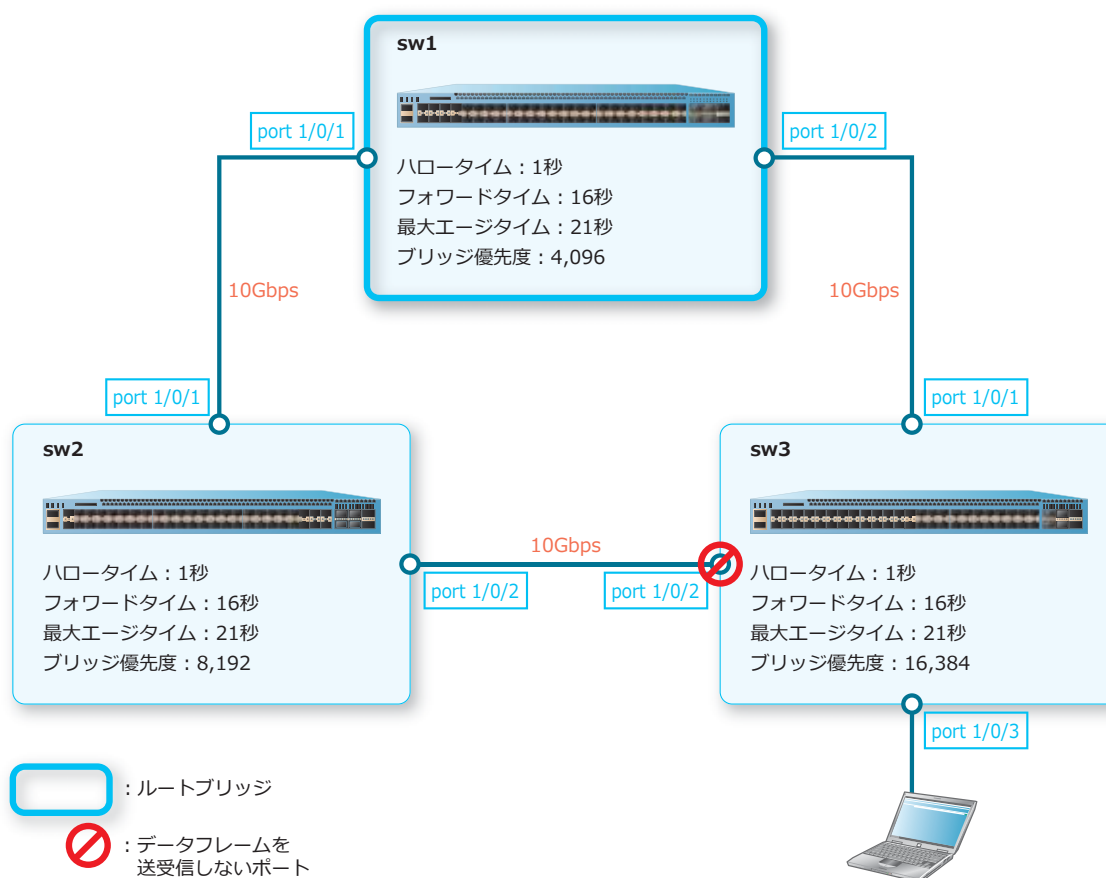 sw1
port 1/0/1
port 1/0/2
ハロータイム：1秒
フォワードタイム：16秒
最大エージタイム：21秒
ブリッジ優先度：4,096
10Gbps
10Gbps
port 1/0/1
port 1/0/1
sw2
sw3
10Gbps
ハロータイム：1秒
フォワードタイム：16秒
最大エージタイム：21秒
ブリッジ優先度：8,192
port 1/0/2
port 1/0/2
ハロータイム：1秒
フォワードタイム：16秒
最大エージタイム：21秒
ブリッジ優先度：16,384
port 1/0/3
：ルートブリッジ
：データフレームを
送受信しないポート